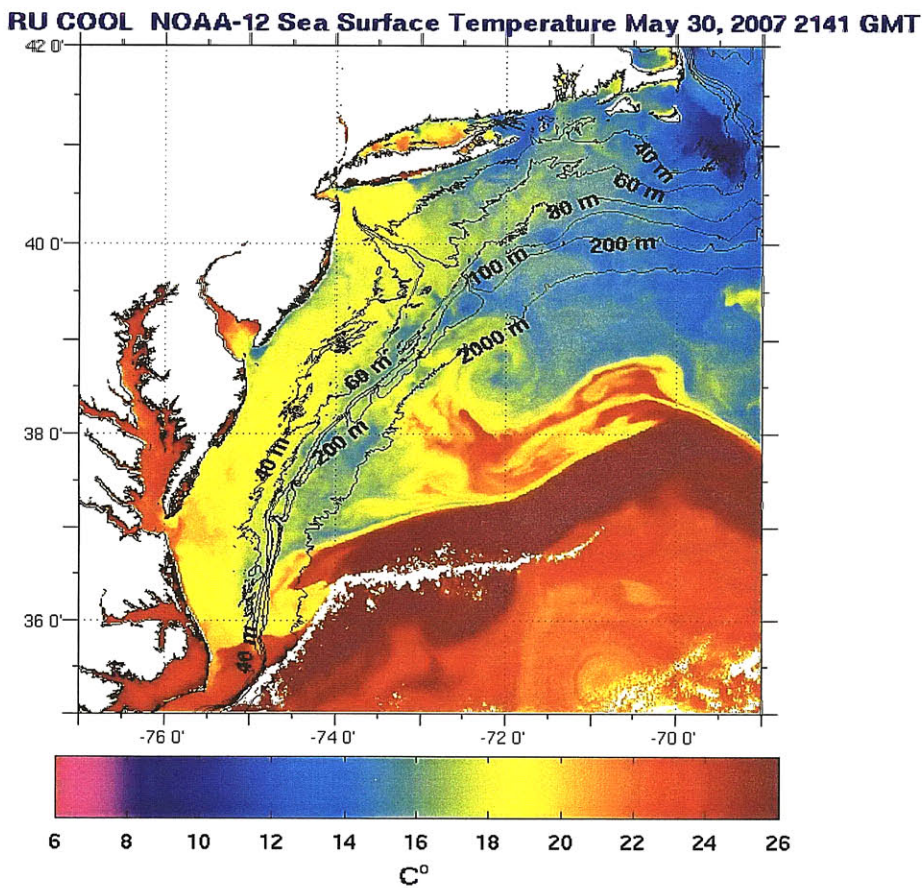 RU COOL NOAA-12 Sea Surface Temperature May 30, 2007 2141 GMT
42 0'
40 m
60 m
80 m
40 0'
200 m
100 m
2000 m
60 m
38 0'
200 m
40 m
36 0'
40 m
-76 0' -74 0' -72 0' -70 0'
6 8 10 12 14 16 18 20 22 24 26
C°